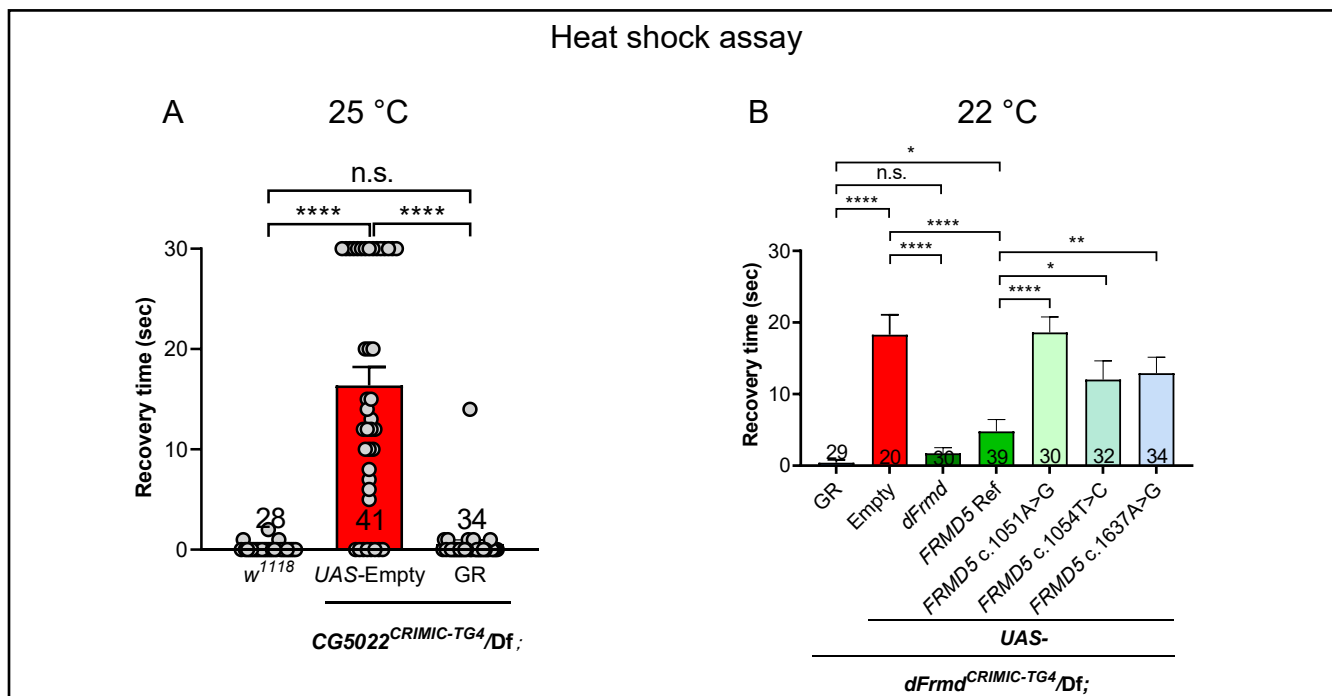 Heat shock assay
A 25 °C
n.s.
**** ****
Recovery time (sec)
30
20
10
0
28 41 34
w1118 UAS-Empty GR
CG5022CRIMIC-TG4/Df;
B 22 °C
*
n.s.
****
****
****
**
*
****
Recovery time (sec)
30
20
10
0
29 20 30 39 30 32 34
GR
Empty
dFrmd
FRMD5 Ref
FRMD5 c.1051A>G
FRMD5 c.1054T>C
FRMD5 c.1637A>G
UAS-
dFrmdCRIMIC-TG4/Df;